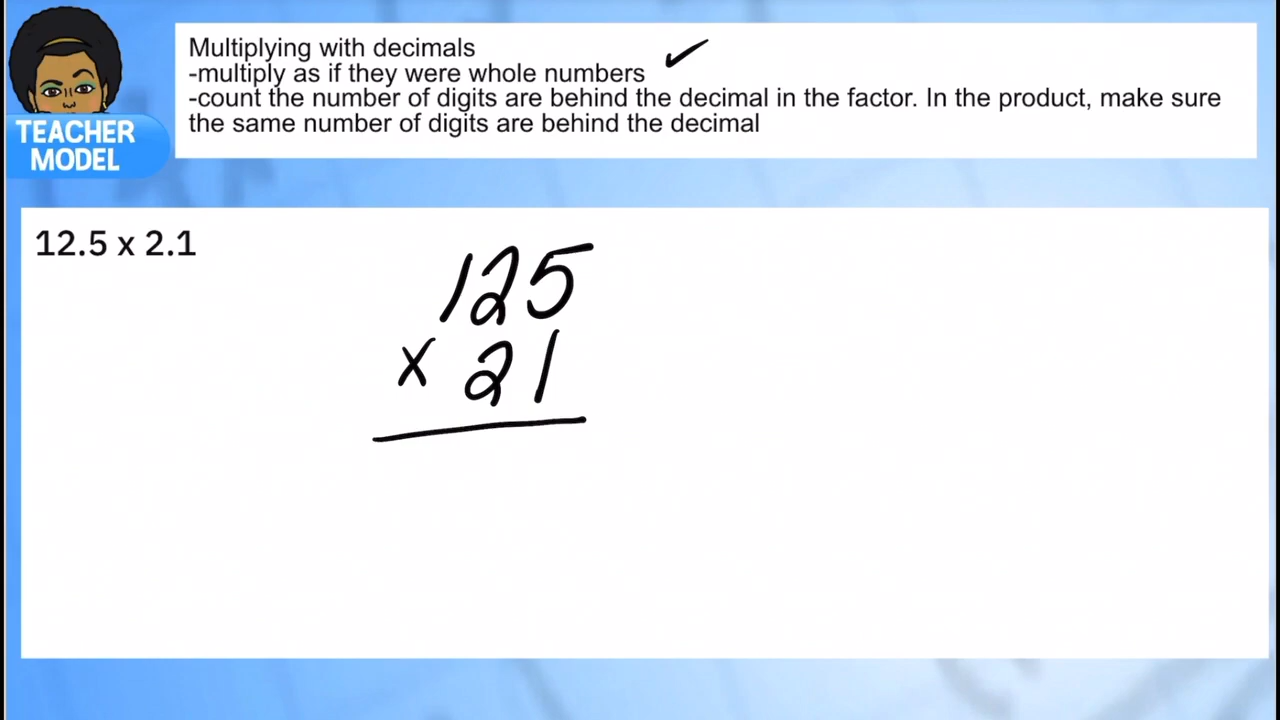 TEACHER
MODEL
Multiplying with decimals
-multiply as if they were whole numbers ✓
-count the number of digits are behind the decimal in the factor. In the product, make sure
the same number of digits are behind the decimal
12.5 x 2.1
125
x 21